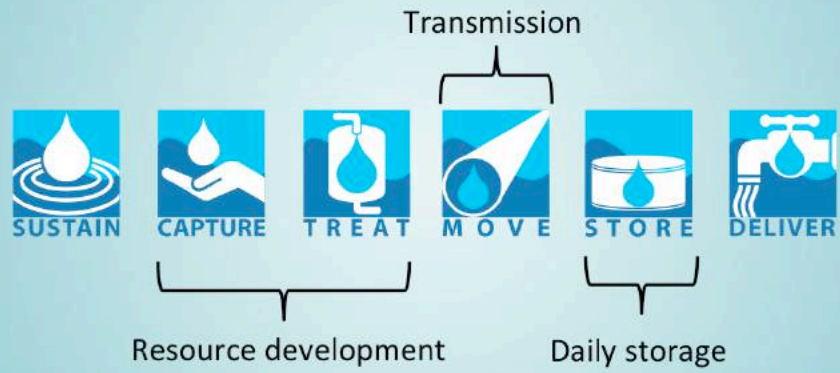 Transmission
SUSTAIN CAPTURE TREAT MOVE STORE DELIVER
Resource development Daily storage